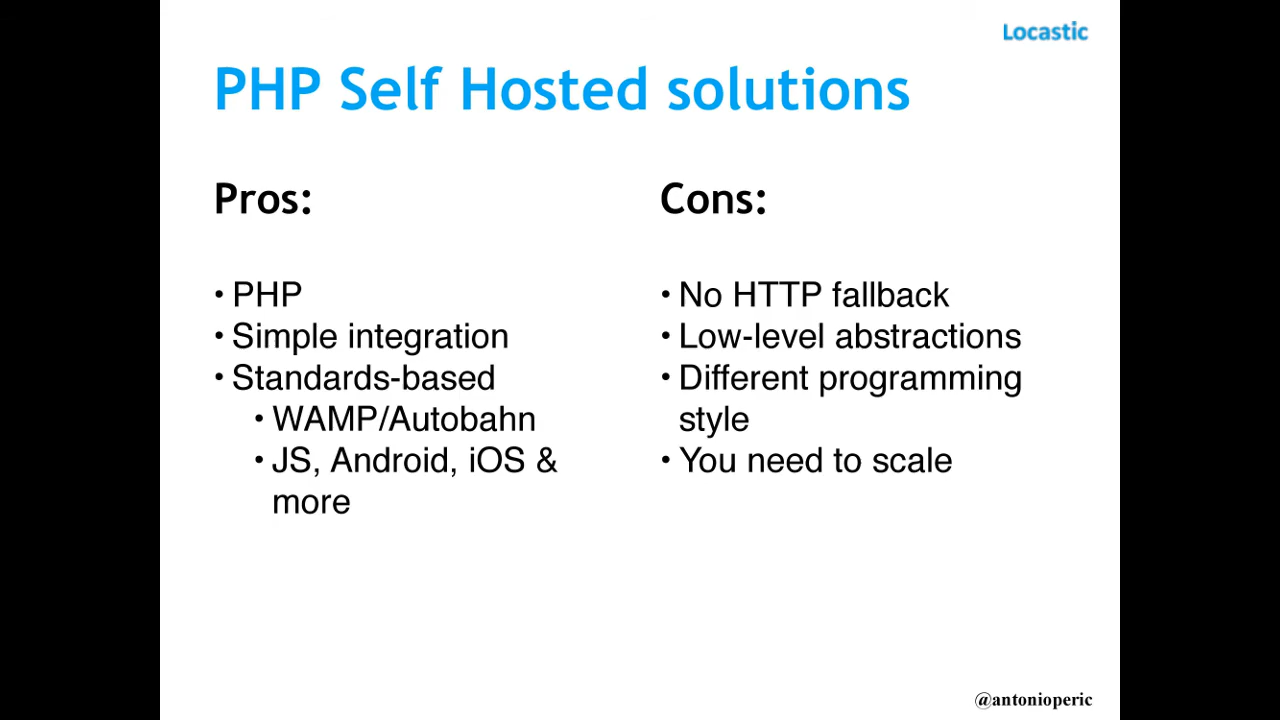 Locastic
PHP Self Hosted solutions
Pros:
• PHP
• Simple integration
• Standards-based
• WAMP/Autobahn
• JS, Android, iOS &
more
Cons:
• No HTTP fallback
• Low-level abstractions
• Different programming
style
• You need to scale
@antonioperic